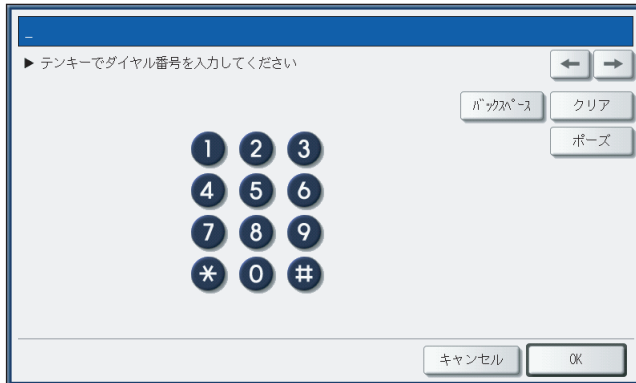 _
▶ テンキーでダイヤル番号を入力してください
← →
バックスペース クリア
ポーズ
1 2 3
4 5 6
7 8 9
* 0 #
キャンセル OK